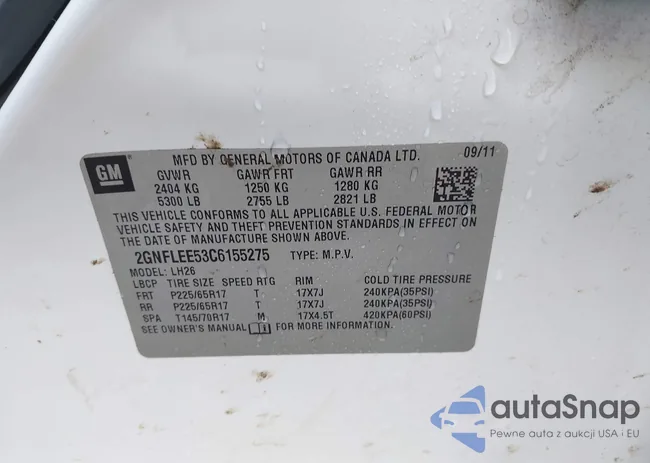 GM
MFD BY GENERAL MOTORS OF CANADA LTD. 09/11
GVWR GAWR FRT GAWR RR
2404 KG 1250 KG 1280 KG
5300 LB 2755 LB 2821 LB
THIS VEHICLE CONFORMS TO ALL APPLICABLE U.S. FEDERAL MOTOR
VEHICLE SAFETY AND THEFT PREVENTION STANDARDS IN EFFECT ON
THE DATE OF MANUFACTURE SHOWN ABOVE.
2GNFLEE53C6155275 TYPE: M.P.V.
MODEL: LH26
LBCP TIRE SIZE SPEED RTG RIM COLD TIRE PRESSURE
FRT P225/65R17 T 17X7J 240KPA(35PSI)
RR P225/65R17 T 17X7J 240KPA(35PSI)
SPA T145/70R17 M 17X4.5T 420KPA(60PSI)
SEE OWNER'S MANUAL FOR MORE INFORMATION.
autaSnap
Pewne auta z aukcji USA i EU